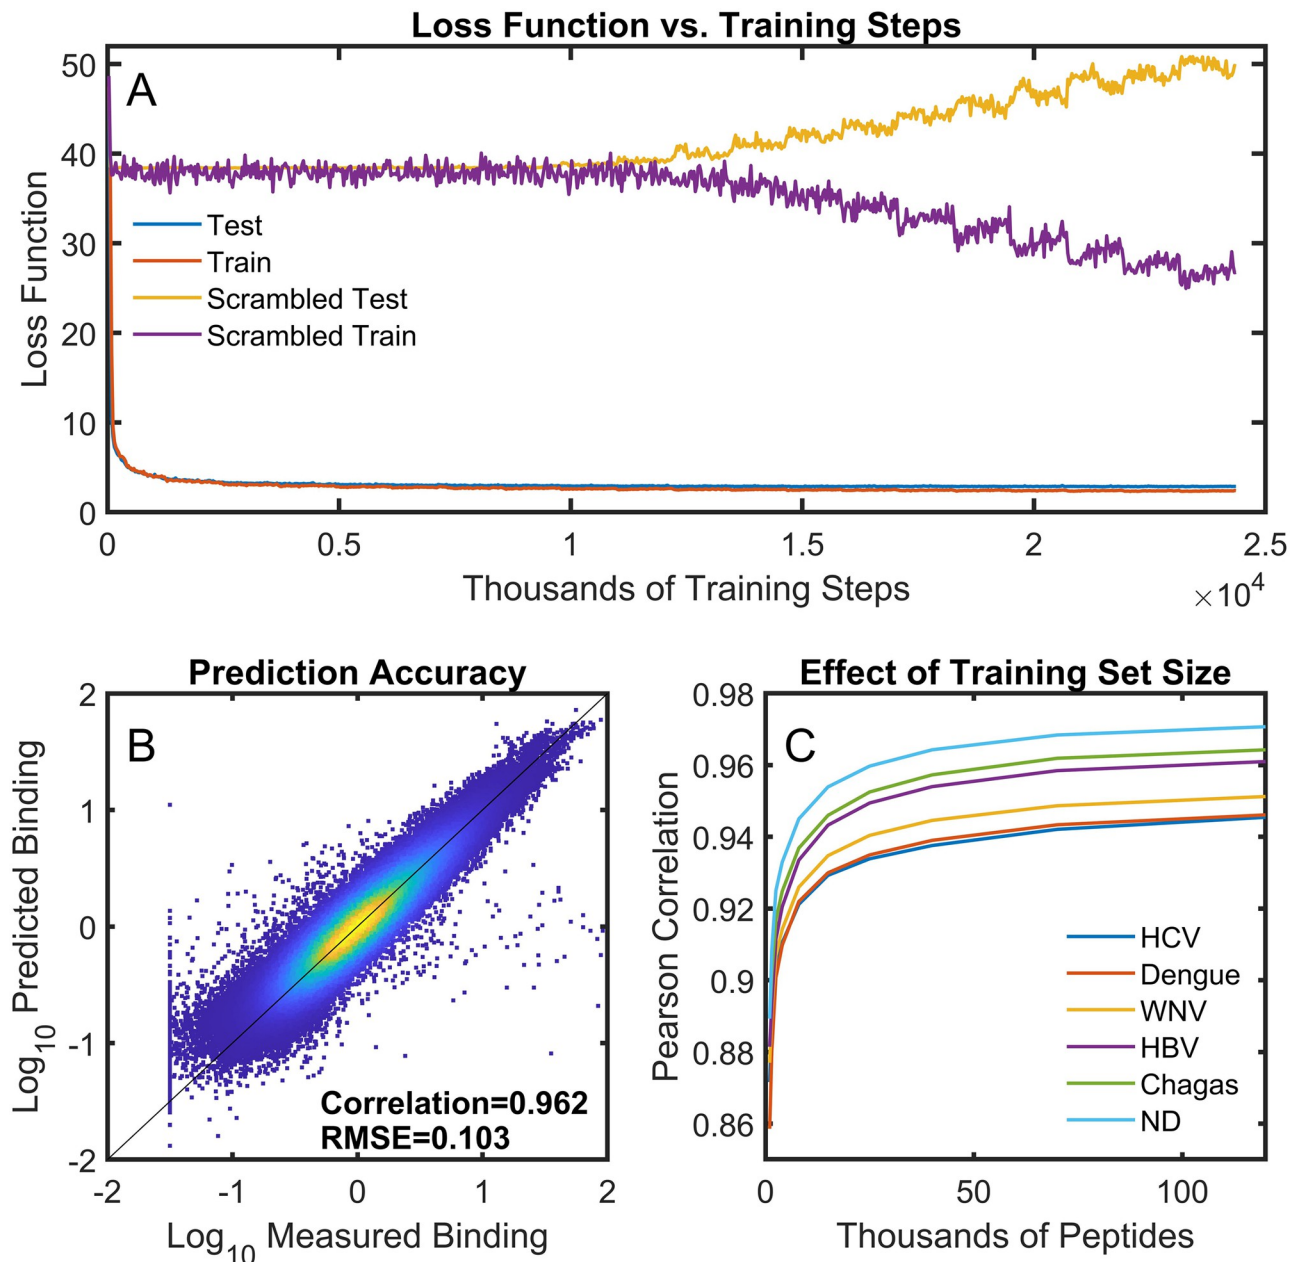 Loss Function vs. Training Steps
A
50
40
30
20
10
0
Loss Function
Test
Train
Scrambled Test
Scrambled Train
0 0.5 1 1.5 2 2.5
Thousands of Training Steps
×10⁴
Prediction Accuracy
B
2
1
0
-1
-2
Log₁₀ Predicted Binding
Correlation=0.962
RMSE=0.103
-2 -1 0 1 2
Log₁₀ Measured Binding
Effect of Training Set Size
C
0.98
0.96
0.94
0.92
0.9
0.88
0.86
Pearson Correlation
HCV
Dengue
WNV
HBV
Chagas
ND
0 50 100
Thousands of Peptides